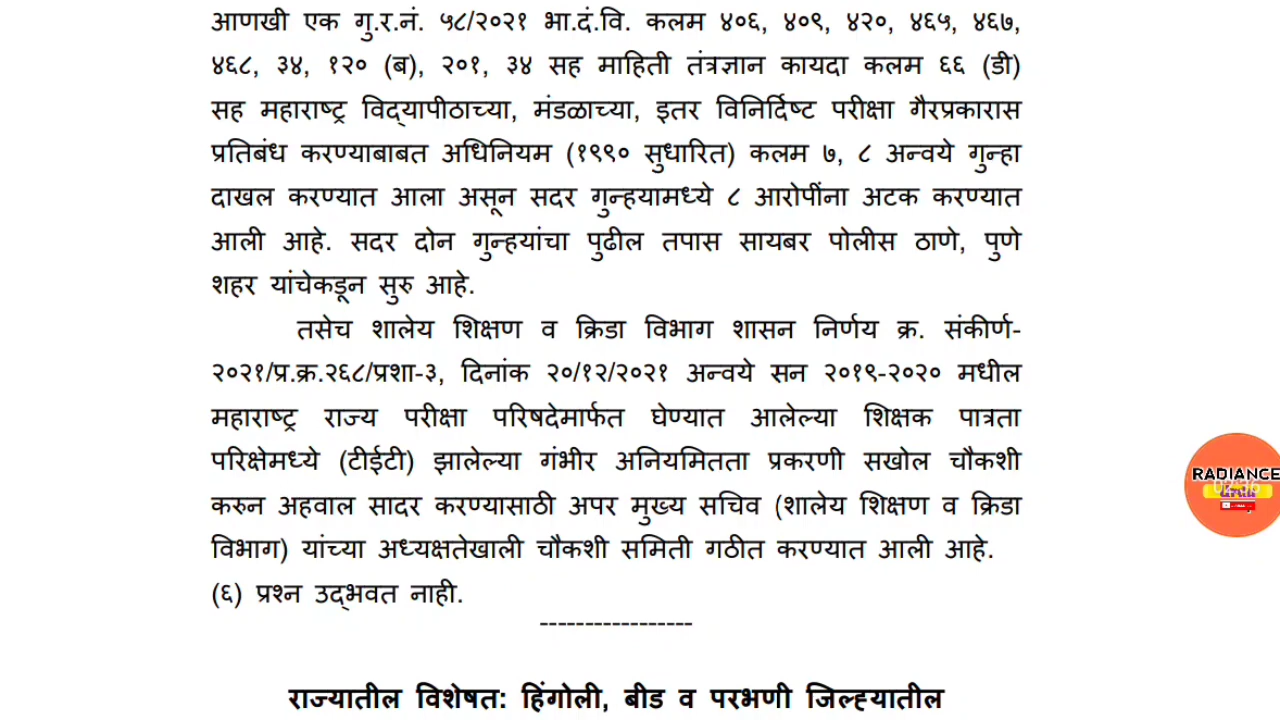 आणखी एक गु.र.नं. ५८/२०२१ भा.दं.वि. कलम ४०६, ४०९, ४२०, ४६५, ४६७,
४६८, ३४, १२० (ब), २०१, ३४ सह माहिती तंत्रज्ञान कायदा कलम ६६ (डी)
सह महाराष्ट्र विद्‌यापीठाच्या, मंडळाच्या, इतर विनिर्दिष्ट परीक्षा गैरप्रकारास
प्रतिबंध करण्याबाबत अधिनियम (१९९० सुधारित) कलम ७, ८ अन्वये गुन्हा
दाखल करण्यात आला असून सदर गुन्हयामध्ये ८ आरोपींना अटक करण्यात
आली आहे. सदर दोन गुन्हयांचा पुढील तपास सायबर पोलीस ठाणे, पुणे
शहर यांचेकडून सुरु आहे.
तसेच शालेय शिक्षण व क्रिडा विभाग शासन निर्णय क्र. संकीर्ण-
२०२१/प्र.क्र.२६८/प्रशा-३, दिनांक २०/१२/२०२१ अन्वये सन २०१९-२०२० मधील
महाराष्ट्र राज्य परीक्षा परिषदेमार्फत घेण्यात आलेल्या शिक्षक पात्रता
परिक्षेमध्ये (टीईटी) झालेल्या गंभीर अनियमितता प्रकरणी सखोल चौकशी
करुन अहवाल सादर करण्यासाठी अपर मुख्य सचिव (शालेय शिक्षण व क्रिडा
विभाग) यांच्या अध्यक्षतेखाली चौकशी समिती गठीत करण्यात आली आहे.
(६) प्रश्न उद्‌भवत नाही.
-----------------
राज्यातील विशेषत: हिंगोली, बीड व परभणी जिल्ह्यातील
RADIANCE